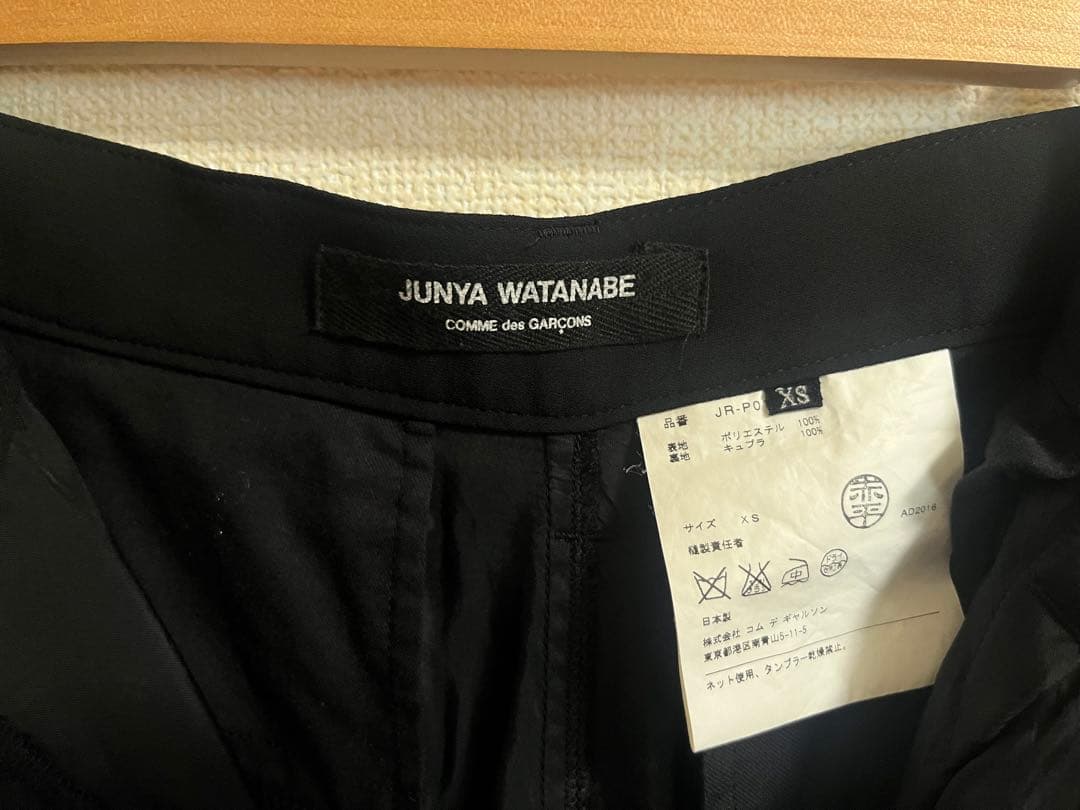 JUNYA WATANABE
COMME des GARÇONS
XS
品番 JR-P0
表地 ポリエステル 100%
裏地 キュプラ 100%
AD2016
サイズ XS
縫製責任者
中
ドライ
日本製
株式会社 コム デ ギャルソン
東京都港区南青山5-11-5
ネット使用、タンブラー乾燥禁止。